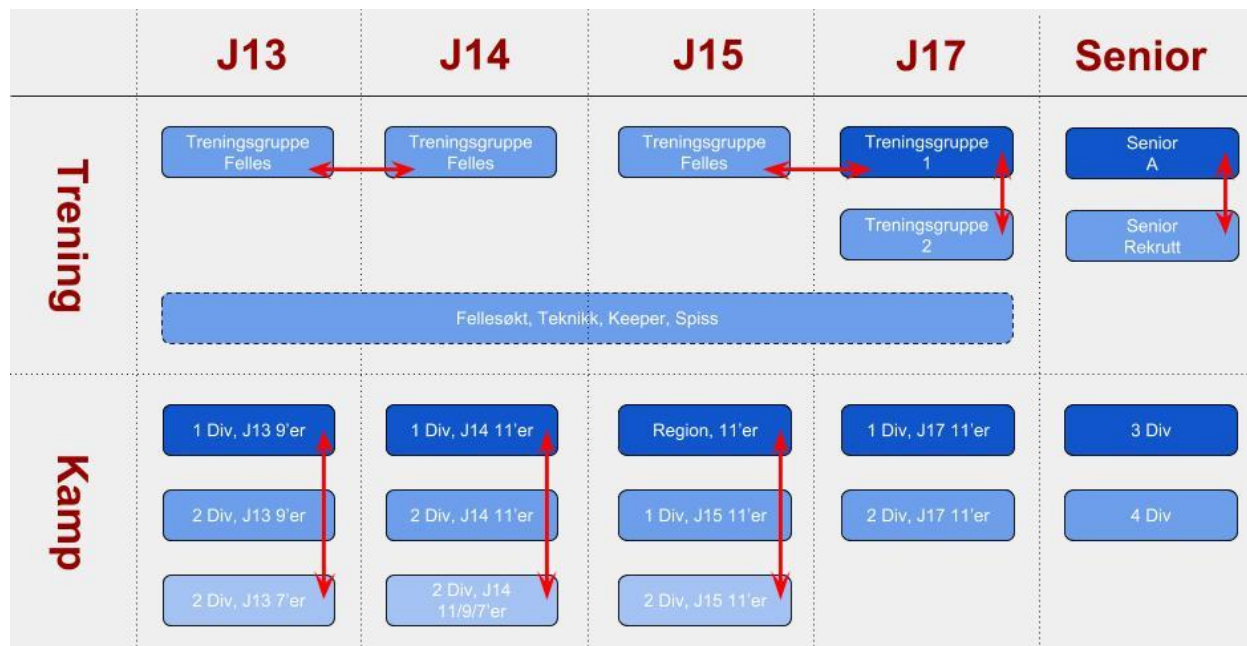 J13
J14
J15
J17
Senior
Trening
Treningsgruppe
Felles
Treningsgruppe
Felles
Treningsgruppe
Felles
Treningsgruppe
1
Senior
A
Treningsgruppe
2
Senior
Rekrutt
Fellesøkt, Teknikk, Keeper, Spiss
Kamp
1 Div, J13 9'er
1 Div, J14 11'er
Region, 11'er
1 Div, J17 11'er
3 Div
2 Div, J13 9'er
2 Div, J14 11'er
1 Div, J15 11'er
2 Div, J17 11'er
4 Div
2 Div, J13 7'er
2 Div, J14
11/9/7'er
2 Div, J15 11'er